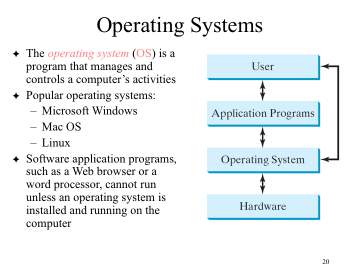 Operating Systems
✦ The operating system (OS) is a
program that manages and
controls a computer’s activities
✦ Popular operating systems:
– Microsoft Windows
– Mac OS
– Linux
✦ Software application programs,
such as a Web browser or a
word processor, cannot run
unless an operating system is
installed and running on the
computer
User
Application Programs
Operating System
Hardware
20